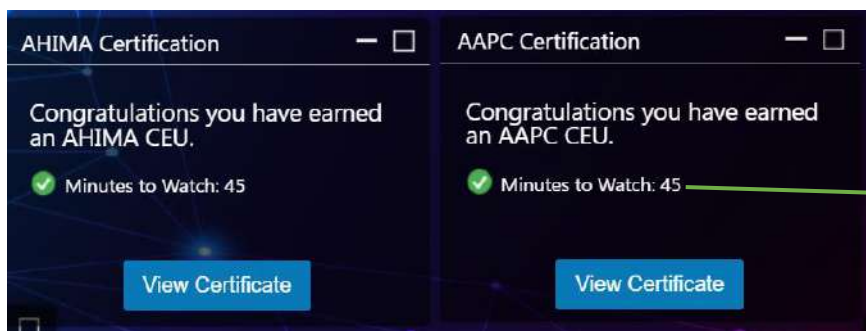 AHIMA Certification
Congratulations you have earned
an AHIMA CEU.
Minutes to Watch: 45
View Certificate
AAPC Certification
Congratulations you have earned
an AAPC CEU.
Minutes to Watch: 45
View Certificate